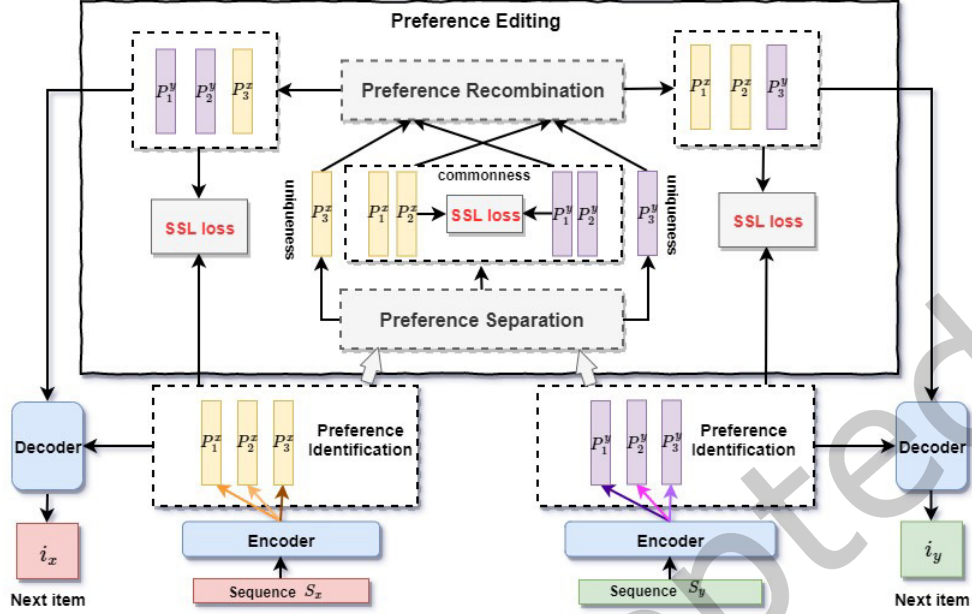 Preference Editing
P_1^y P_2^y P_3^x
Preference Recombination
P_1^x P_2^x P_3^y
commonness
uniqueness
P_3^x
P_1^x P_2^x
SSL loss
P_1^y P_2^y
P_3^y
uniqueness
SSL loss
SSL loss
Preference Separation
Decoder
P_1^x P_2^x P_3^x
Preference
Identification
P_1^y P_2^y P_3^y
Preference
Identification
Decoder
i_x
Next item
Encoder
Sequence S_x
Encoder
Sequence S_y
i_y
Next item
pted